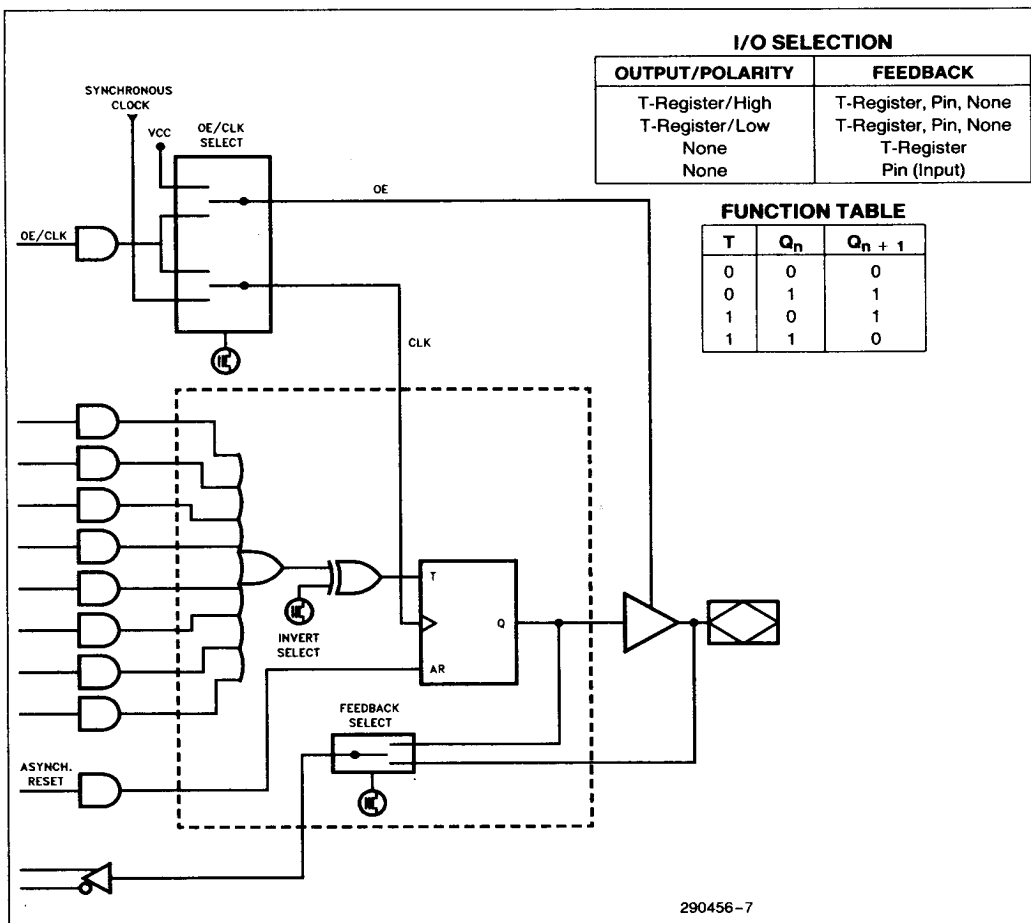 I/O SELECTION
OUTPUT/POLARITY FEEDBACK
T-Register/High T-Register, Pin, None
T-Register/Low T-Register, Pin, None
None T-Register
None Pin (Input)
FUNCTION TABLE
T Qn Qn + 1
0 0 0
0 1 1
1 0 1
1 1 0
SYNCHRONOUS
CLOCK
VCC
OE/CLK
SELECT
OE
OE/CLK
CLK
T
Q
AR
INVERT
SELECT
FEEDBACK
SELECT
ASYNCH.
RESET
290456-7